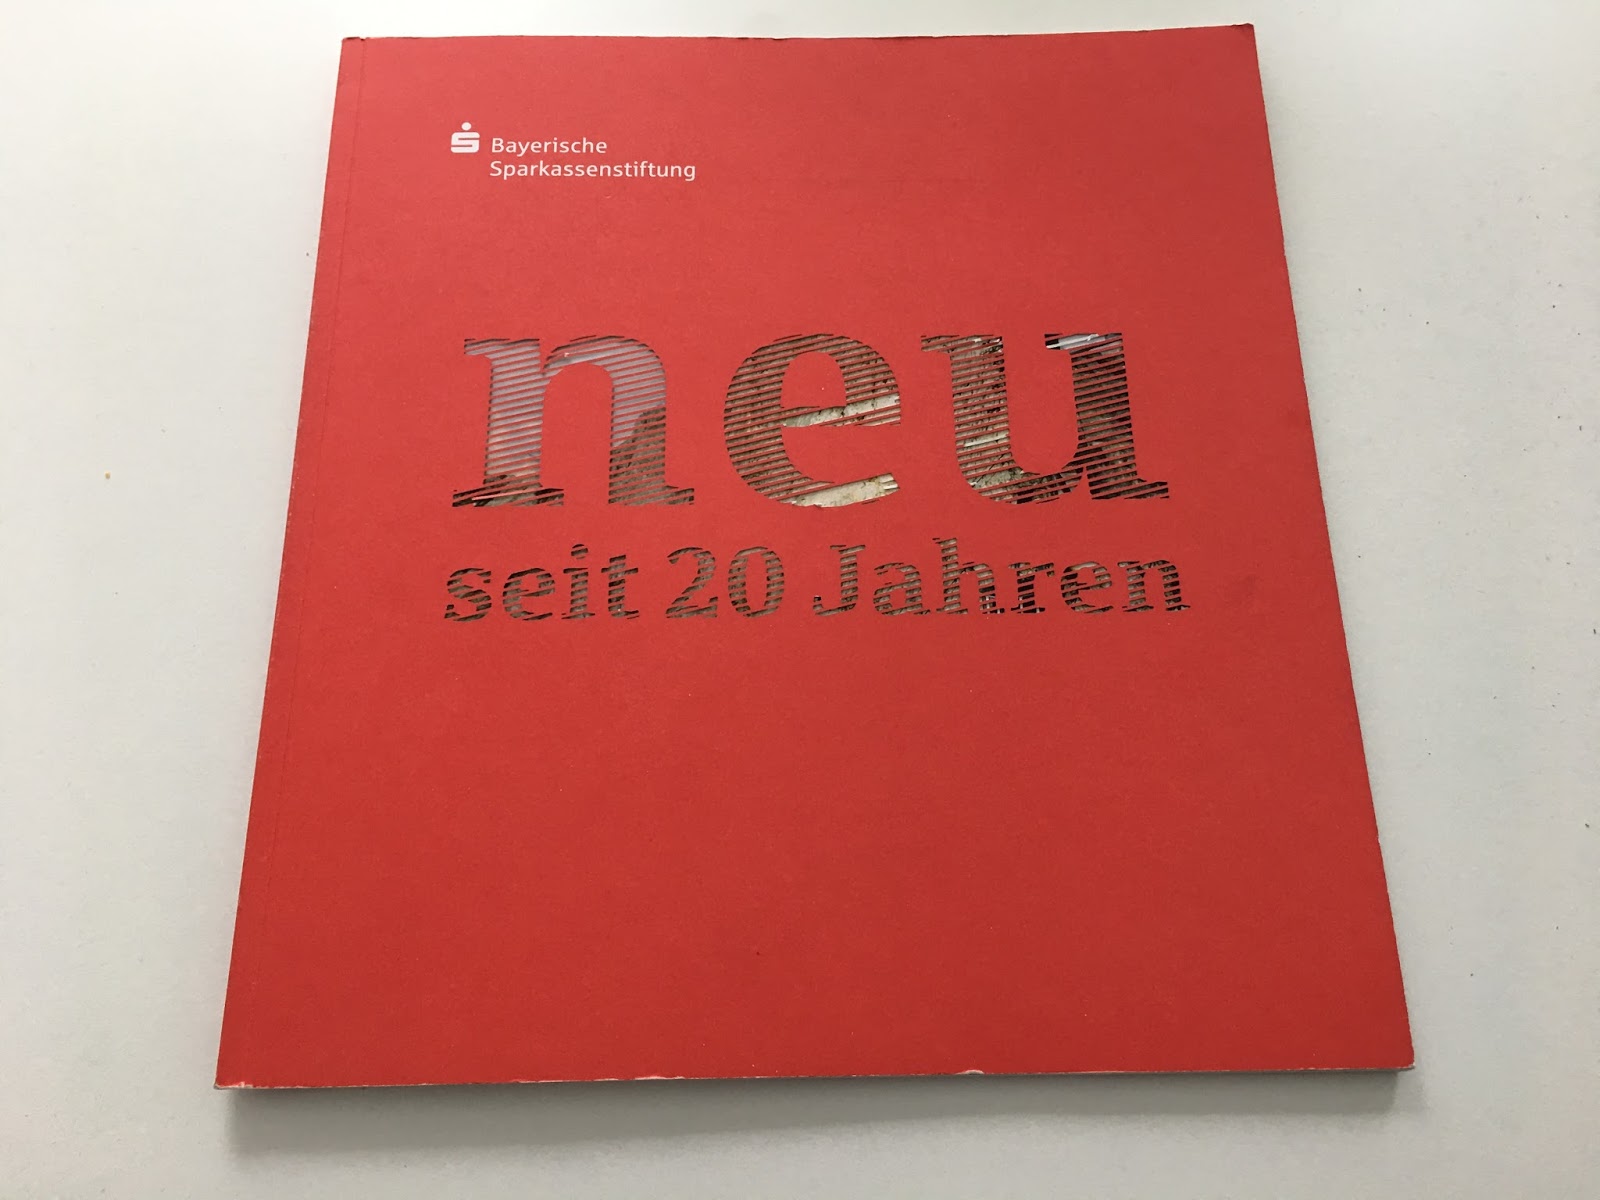 Bayerische
Sparkassenstiftung
neu
seit 20 Jahren